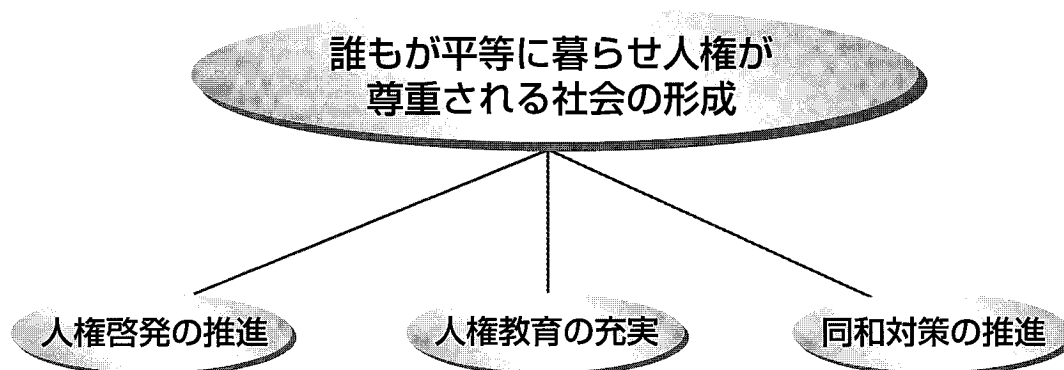 誰もが平等に暮らせ人権が
尊重される社会の形成
人権啓発の推進
人権教育の充実
同和対策の推進